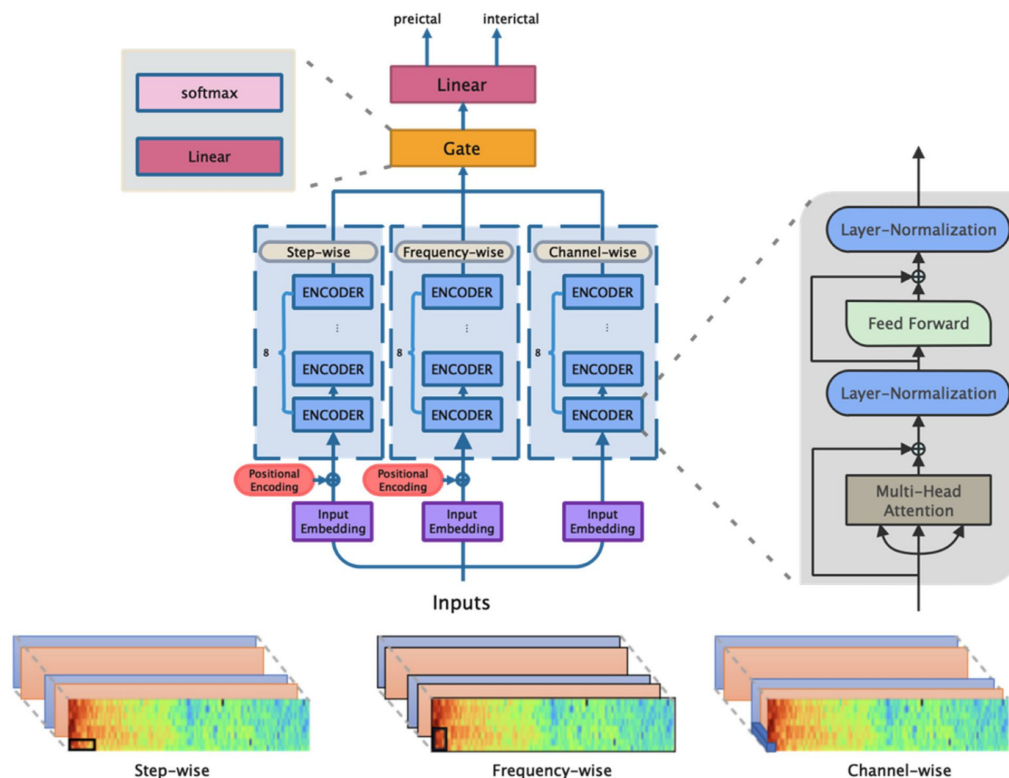 preictal
interictal
softmax
Linear
Linear
Gate
Step-wise
Frequency-wise
Channel-wise
ENCODER
ENCODER
ENCODER
...
...
...
8
8
8
ENCODER
ENCODER
ENCODER
ENCODER
ENCODER
ENCODER
Positional
Encoding
Positional
Encoding
Input
Embedding
Input
Embedding
Input
Embedding
Inputs
Layer-Normalization
Feed Forward
Layer-Normalization
Multi-Head
Attention
Step-wise
Frequency-wise
Channel-wise